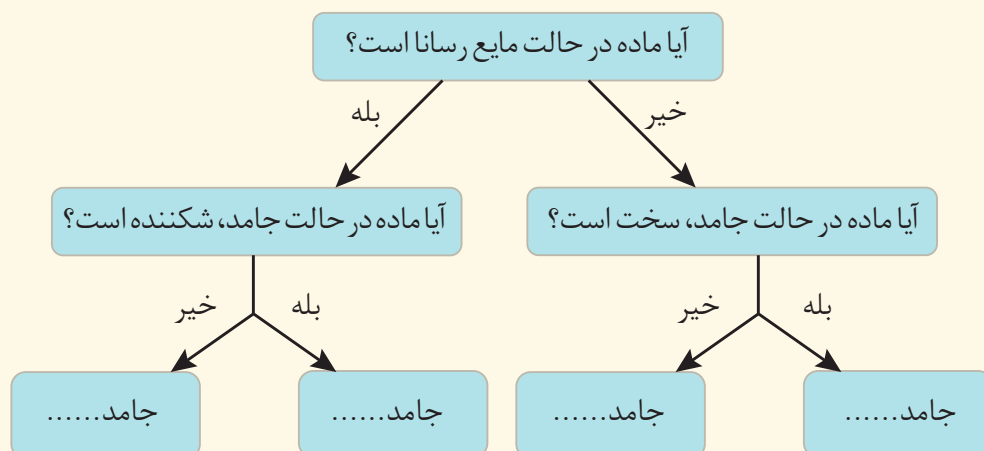 آیا ماده در حالت مایع رسانا است؟
خیر
بله
آیا ماده در حالت جامد، سخت است؟
آیا ماده در حالت جامد، شکننده است؟
بله
خیر
بله
خیر
جامد......
جامد......
جامد......
جامد......